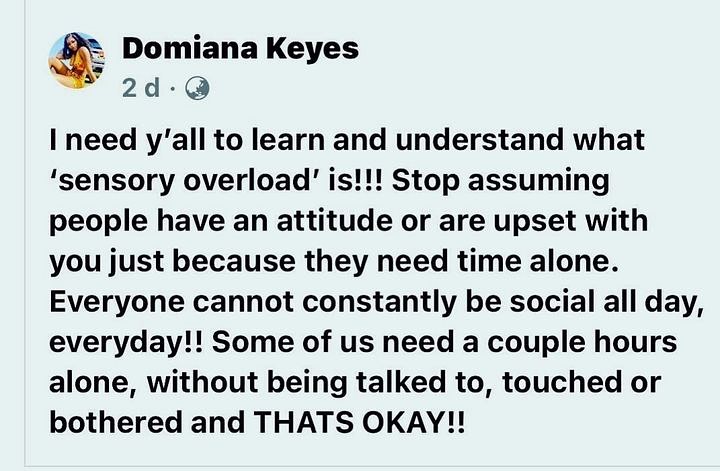 Domiana Keyes
2 d ·
I need y’all to learn and understand what
‘sensory overload’ is!!! Stop assuming
people have an attitude or are upset with
you just because they need time alone.
Everyone cannot constantly be social all day,
everyday!! Some of us need a couple hours
alone, without being talked to, touched or
bothered and THATS OKAY!!